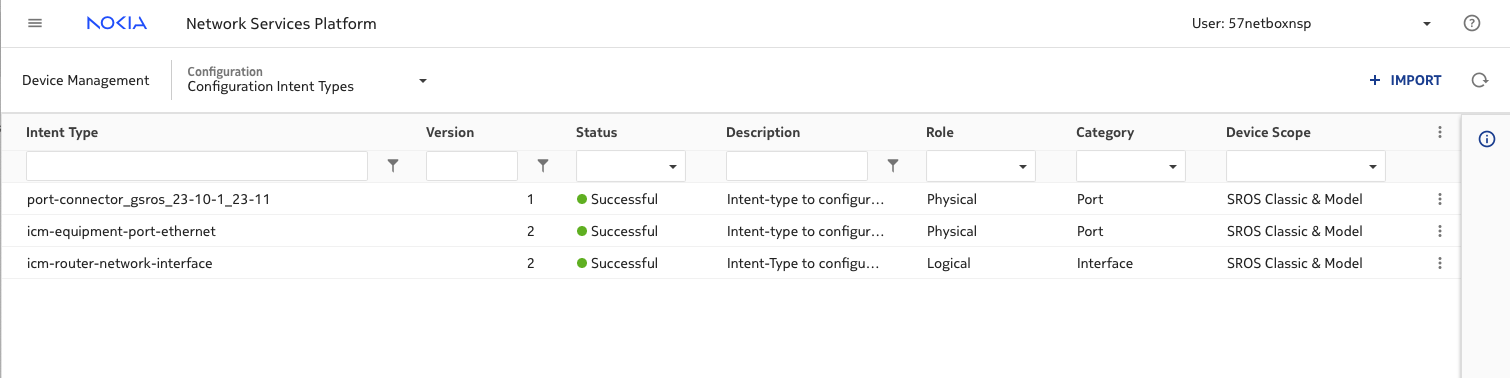 NOKIA Network Services Platform User: 57netboxnsp ?
Device Management Configuration
Configuration Intent Types + IMPORT
Intent Type Version Status Description Role Category Device Scope
port-connector_gsros_23-10-1_23-11 1 Successful Intent-type to configur… Physical Port SROS Classic & Model
icm-equipment-port-ethernet 2 Successful Intent-type to configur… Physical Port SROS Classic & Model
icm-router-network-interface 2 Successful Intent-Type to configu… Logical Interface SROS Classic & Model